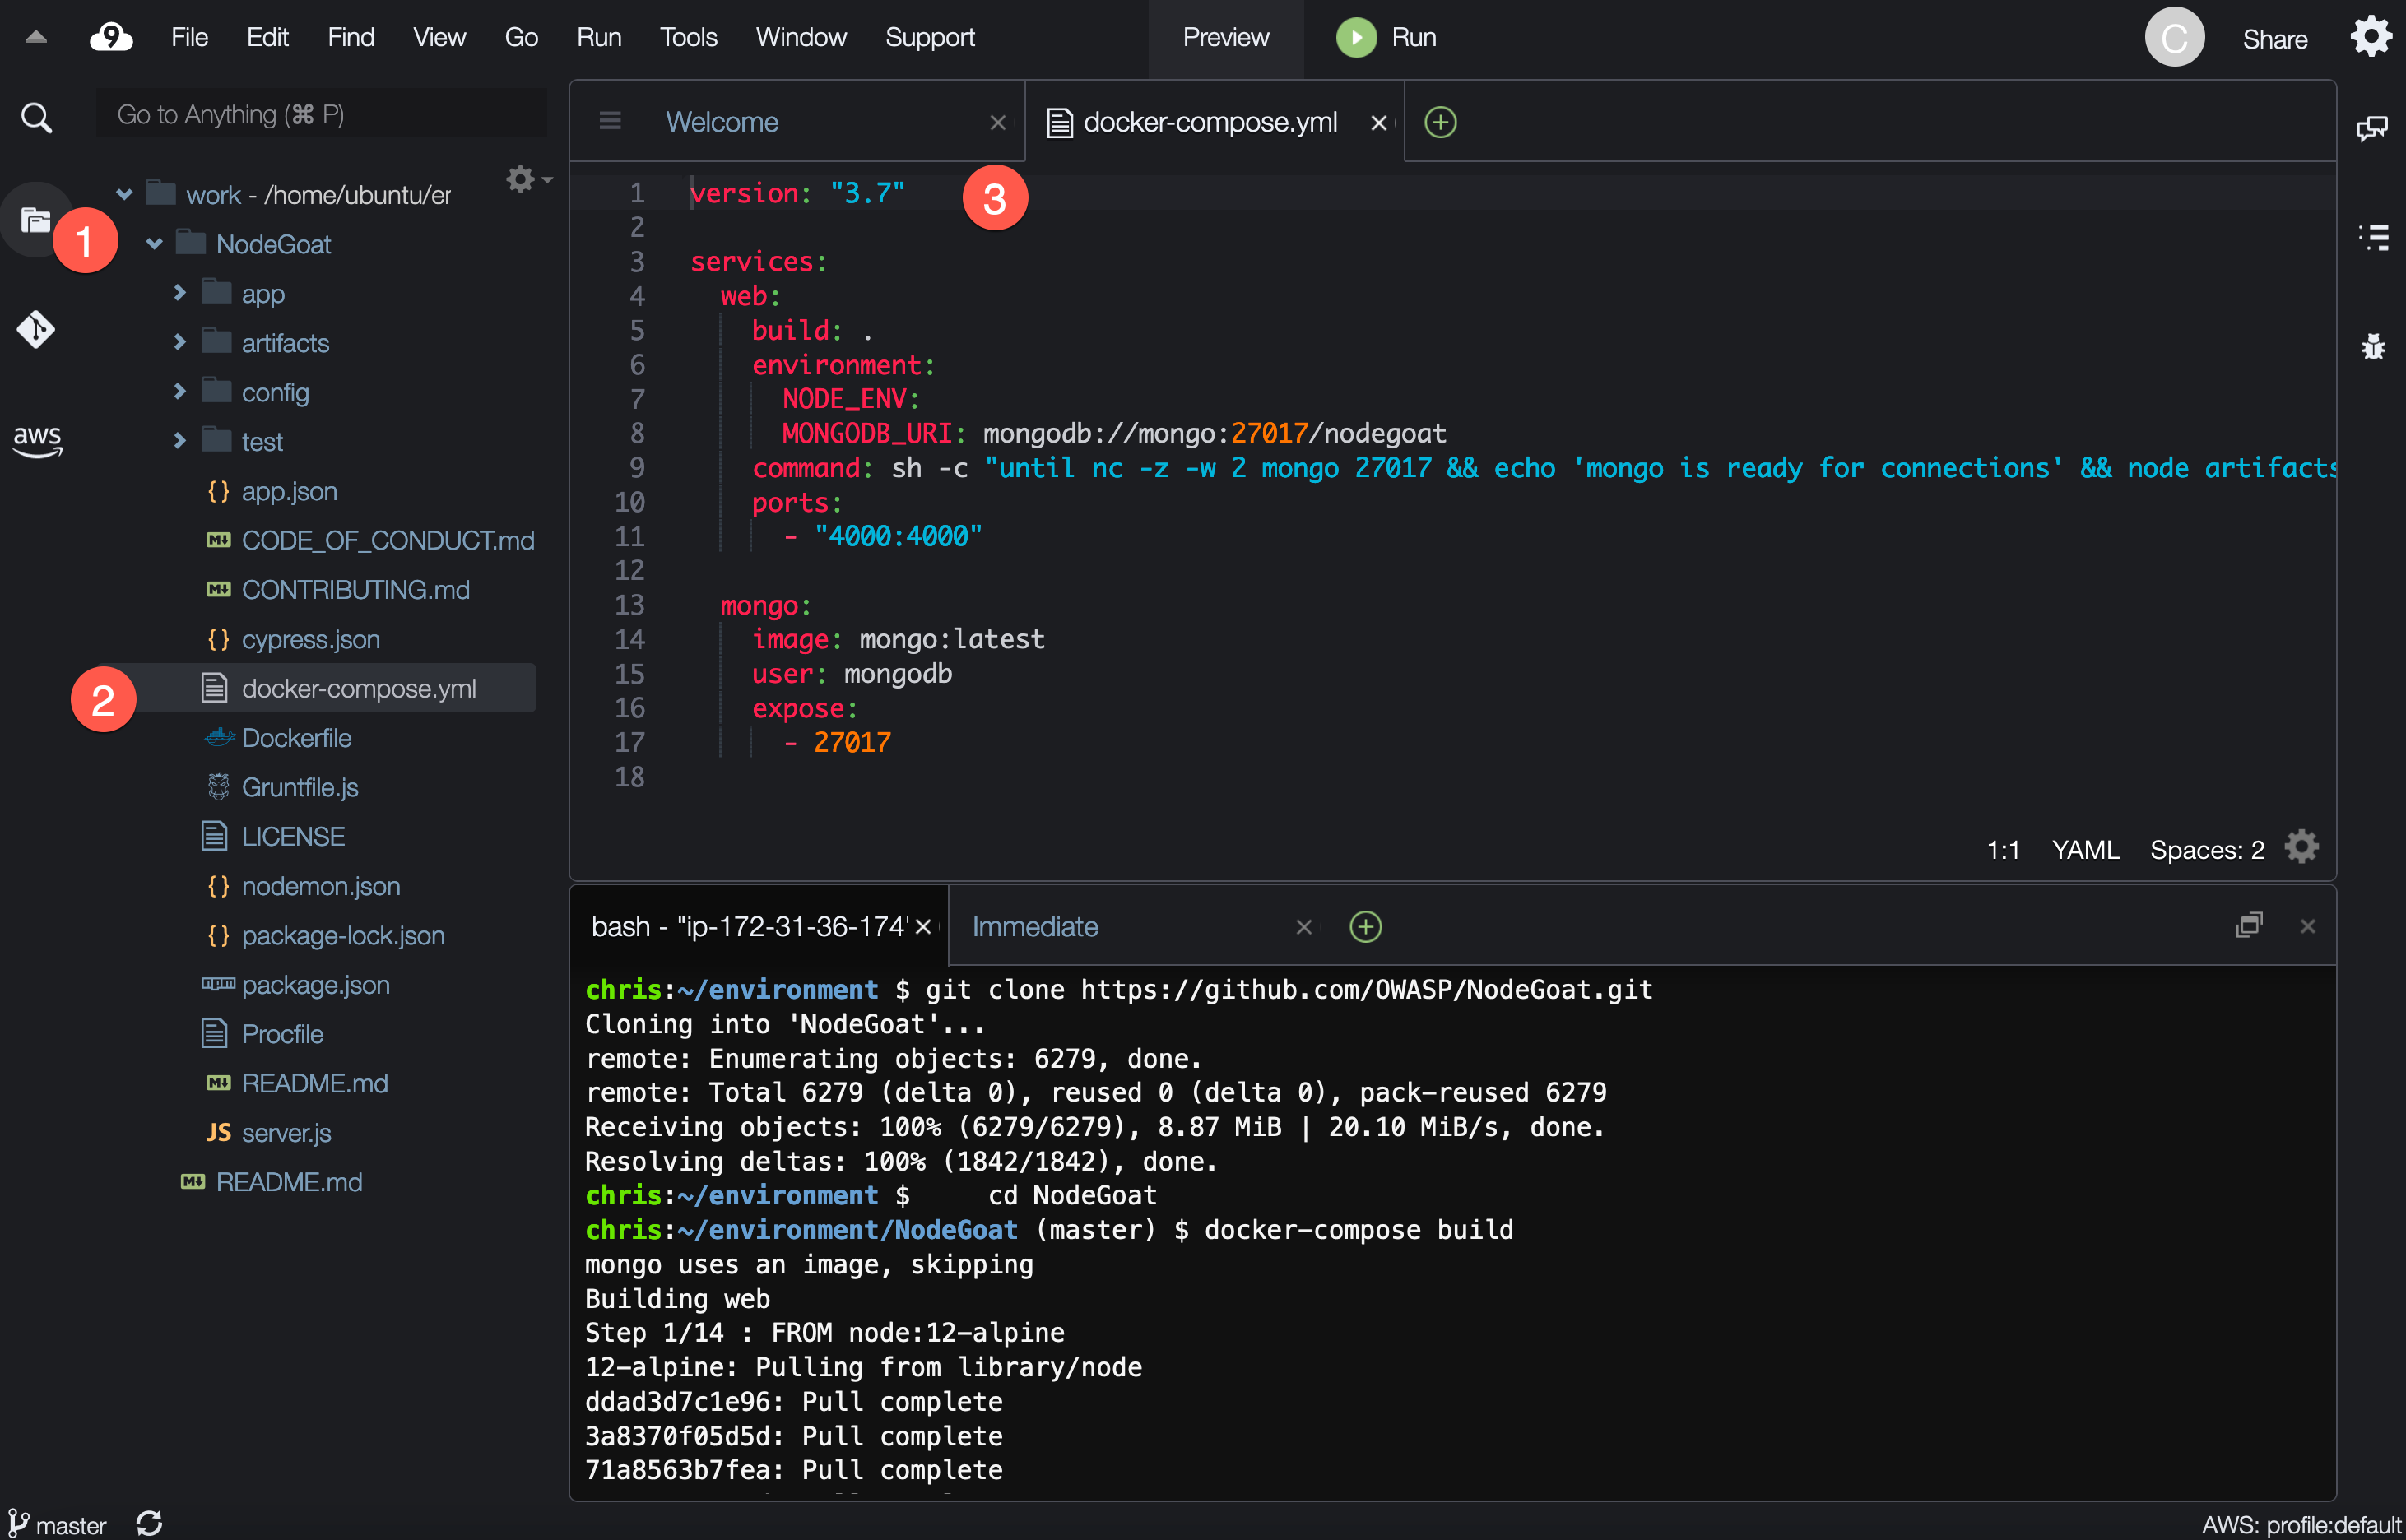 9 File Edit Find View Go Run Tools Window Support Preview Run C Share
Go to Anything (⌘ P)
work - /home/ubuntu/er
1
NodeGoat
app
artifacts
config
test
aws
app.json
CODE_OF_CONDUCT.md
CONTRIBUTING.md
cypress.json
2
docker-compose.yml
Dockerfile
Gruntfile.js
LICENSE
nodemon.json
package-lock.json
package.json
Procfile
README.md
JS server.js
README.md
Welcome
docker-compose.yml
3
1 version: "3.7"
2
3 services:
4   web:
5     build: .
6     environment:
7       NODE_ENV:
8       MONGODB_URI: mongodb://mongo:27017/nodegoat
9     command: sh -c "until nc -z -w 2 mongo 27017 && echo 'mongo is ready for connections' && node artifacts
10     ports:
11       - "4000:4000"
12
13   mongo:
14     image: mongo:latest
15     user: mongodb
16     expose:
17       - 27017
18
1:1 YAML Spaces: 2
bash - "ip-172-31-36-174" Immediate
chris:~/environment $ git clone https://github.com/OWASP/NodeGoat.git
Cloning into 'NodeGoat'...
remote: Enumerating objects: 6279, done.
remote: Total 6279 (delta 0), reused 0 (delta 0), pack-reused 6279
Receiving objects: 100% (6279/6279), 8.87 MiB | 20.10 MiB/s, done.
Resolving deltas: 100% (1842/1842), done.
chris:~/environment $     cd NodeGoat
chris:~/environment/NodeGoat (master) $ docker-compose build
mongo uses an image, skipping
Building web
Step 1/14 : FROM node:12-alpine
12-alpine: Pulling from library/node
ddad3d7c1e96: Pull complete
3a8370f05d5d: Pull complete
71a8563b7fea: Pull complete
master
AWS: profile:default